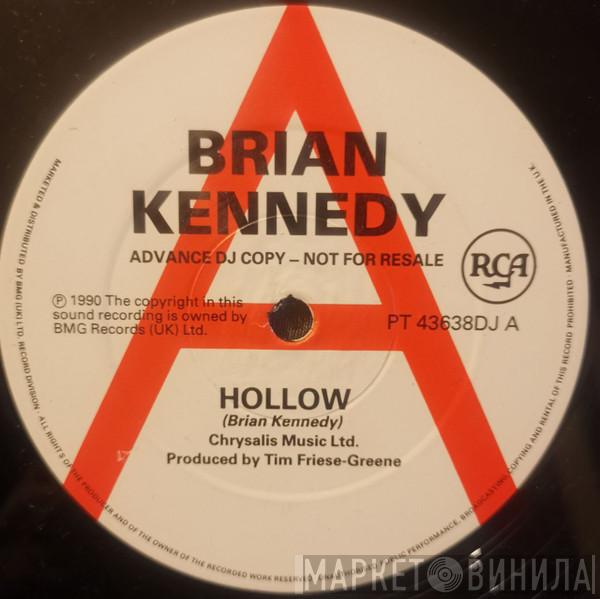 BRIAN
KENNEDY
ADVANCE DJ COPY – NOT FOR RESALE
RCA
℗ 1990 The copyright in this
sound recording is owned by
BMG Records (UK) Ltd.
PT 43638DJ A
HOLLOW
(Brian Kennedy)
Chrysalis Music Ltd.
Produced by Tim Friese-Greene
MARKETED & DISTRIBUTED BY BMG (UK) LTD. RECORD DIVISION · ALL RIGHTS OF THE PRODUCER AND OF THE OWNER OF THE RECORDED WORK RESERVED · UNAUTHORISED PUBLIC PERFORMANCE, BROADCASTING, COPYING AND RENTAL OF THIS RECORD PROHIBITED · MANUFACTURED IN THE U.K.
МАРКЕТ ВИНИЛА